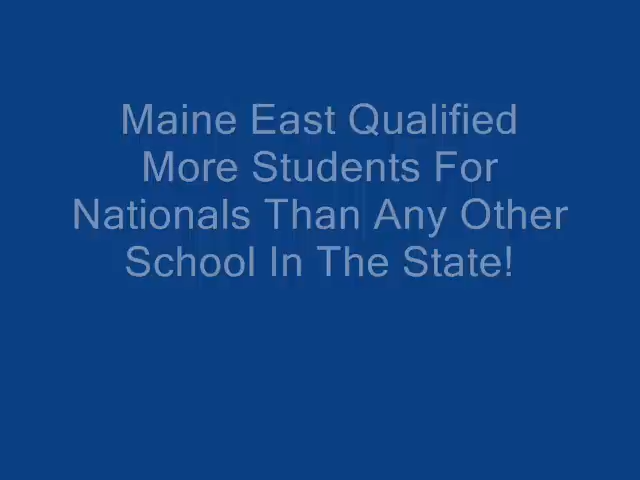 Maine East Qualified
More Students For
Nationals Than Any Other
School In The State!